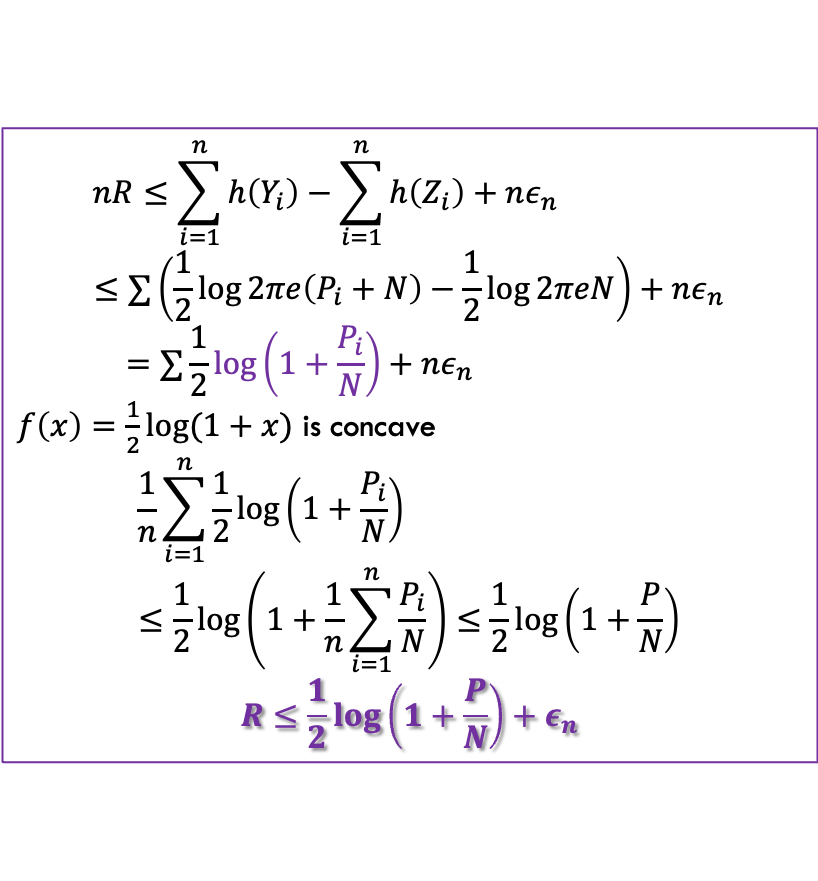 nR ≤ ∑_{i=1}^{n} h(Y_i) − ∑_{i=1}^{n} h(Z_i) + nϵ_n
≤ ∑ (1/2 log 2πe(P_i + N) − 1/2 log 2πeN) + nϵ_n
= ∑ 1/2 log (1 + P_i/N) + nϵ_n
f(x) = 1/2 log(1 + x) is concave
1/n ∑_{i=1}^{n} 1/2 log (1 + P_i/N)
≤ 1/2 log (1 + 1/n ∑_{i=1}^{n} P_i/N) ≤ 1/2 log (1 + P/N)
R ≤ 1/2 log (1 + P/N) + ϵ_n